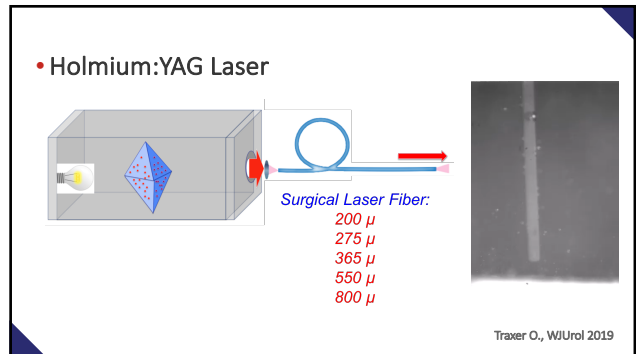 • Holmium:YAG Laser
Surgical Laser Fiber:
200 µ
275 µ
365 µ
550 µ
800 µ
Traxer O., WJUrol 2019